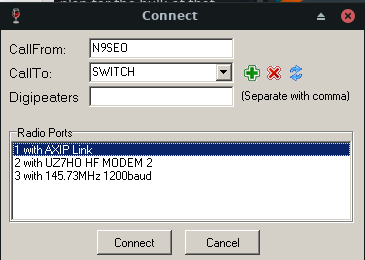 Connect
CallFrom: N9SEO
CallTo: SWITCH
Digipeaters (Separate with comma)
Radio Ports
1 with AXIP Link
2 with UZ7HO HF MODEM 2
3 with 145.73MHz 1200baud
Connect Cancel